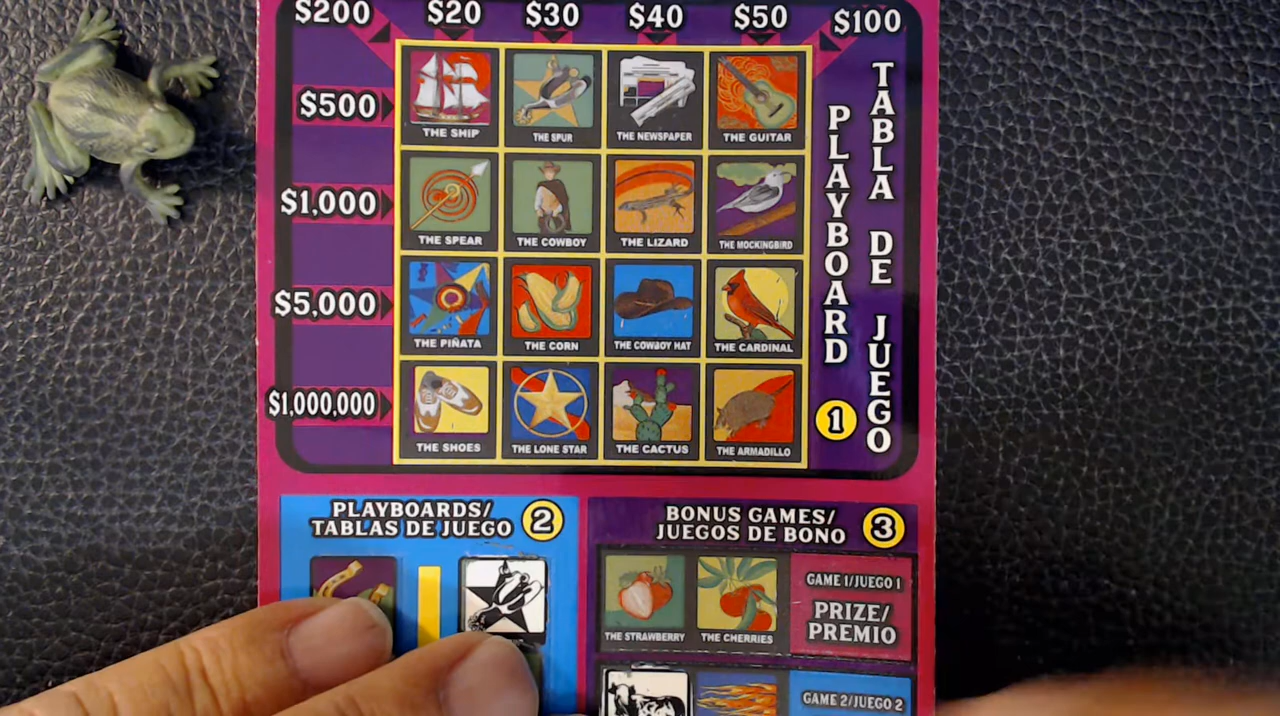 $200 $20 $30 $40 $50 $100
$500
THE SHIP THE SPUR THE NEWSPAPER THE GUITAR
$1,000
THE SPEAR THE COWBOY THE LIZARD THE MOCKINGBIRD
$5,000
THE PIÑATA THE CORN THE COWBOY HAT THE CARDINAL
$1,000,000
THE SHOES THE LONE STAR THE CACTUS THE ARMADILLO
PLAYBOARD
TABLA DE JUEGO
1
PLAYBOARDS/
TABLAS DE JUEGO
2
BONUS GAMES/
JUEGOS DE BONO
3
GAME 1/JUEGO 1
PRIZE/
PREMIO
THE STRAWBERRY THE CHERRIES
GAME 2/JUEGO 2